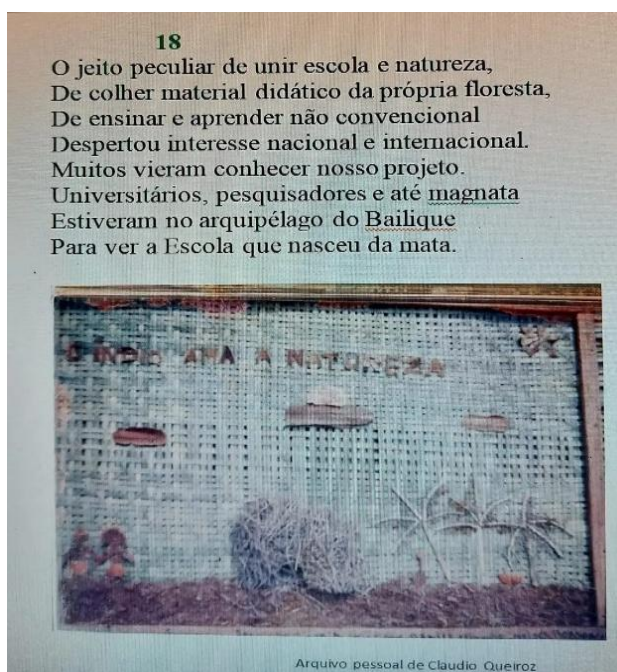 18
O jeito peculiar de unir escola e natureza,
De colher material didático da própria floresta,
De ensinar e aprender não convencional
Despertou interesse nacional e internacional.
Muitos vieram conhecer nosso projeto.
Universitários, pesquisadores e até magnata
Estiveram no arquipélago do Bailique
Para ver a Escola que nasceu da mata.
O INDIO AMA A NATUREZA
Arquivo pessoal de Claudio Queiroz